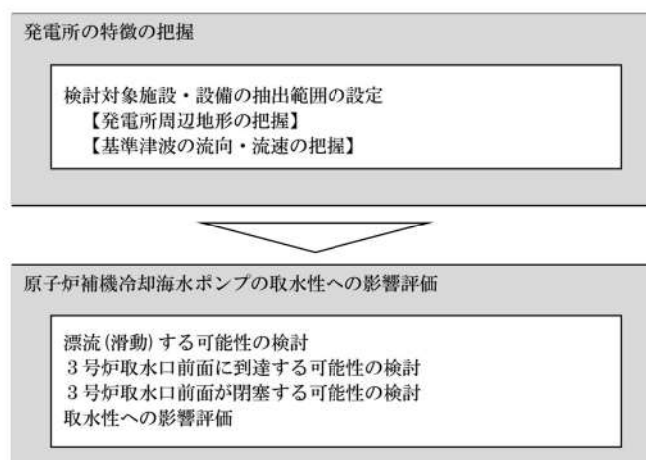 発電所の特徴の把握
検討対象施設・設備の抽出範囲の設定
【発電所周辺地形の把握】
【基準津波の流向・流速の把握】
原子炉補機冷却海水ポンプの取水性への影響評価
漂流(滑動)する可能性の検討
３号炉取水口前面に到達する可能性の検討
３号炉取水口前面が閉塞する可能性の検討
取水性への影響評価